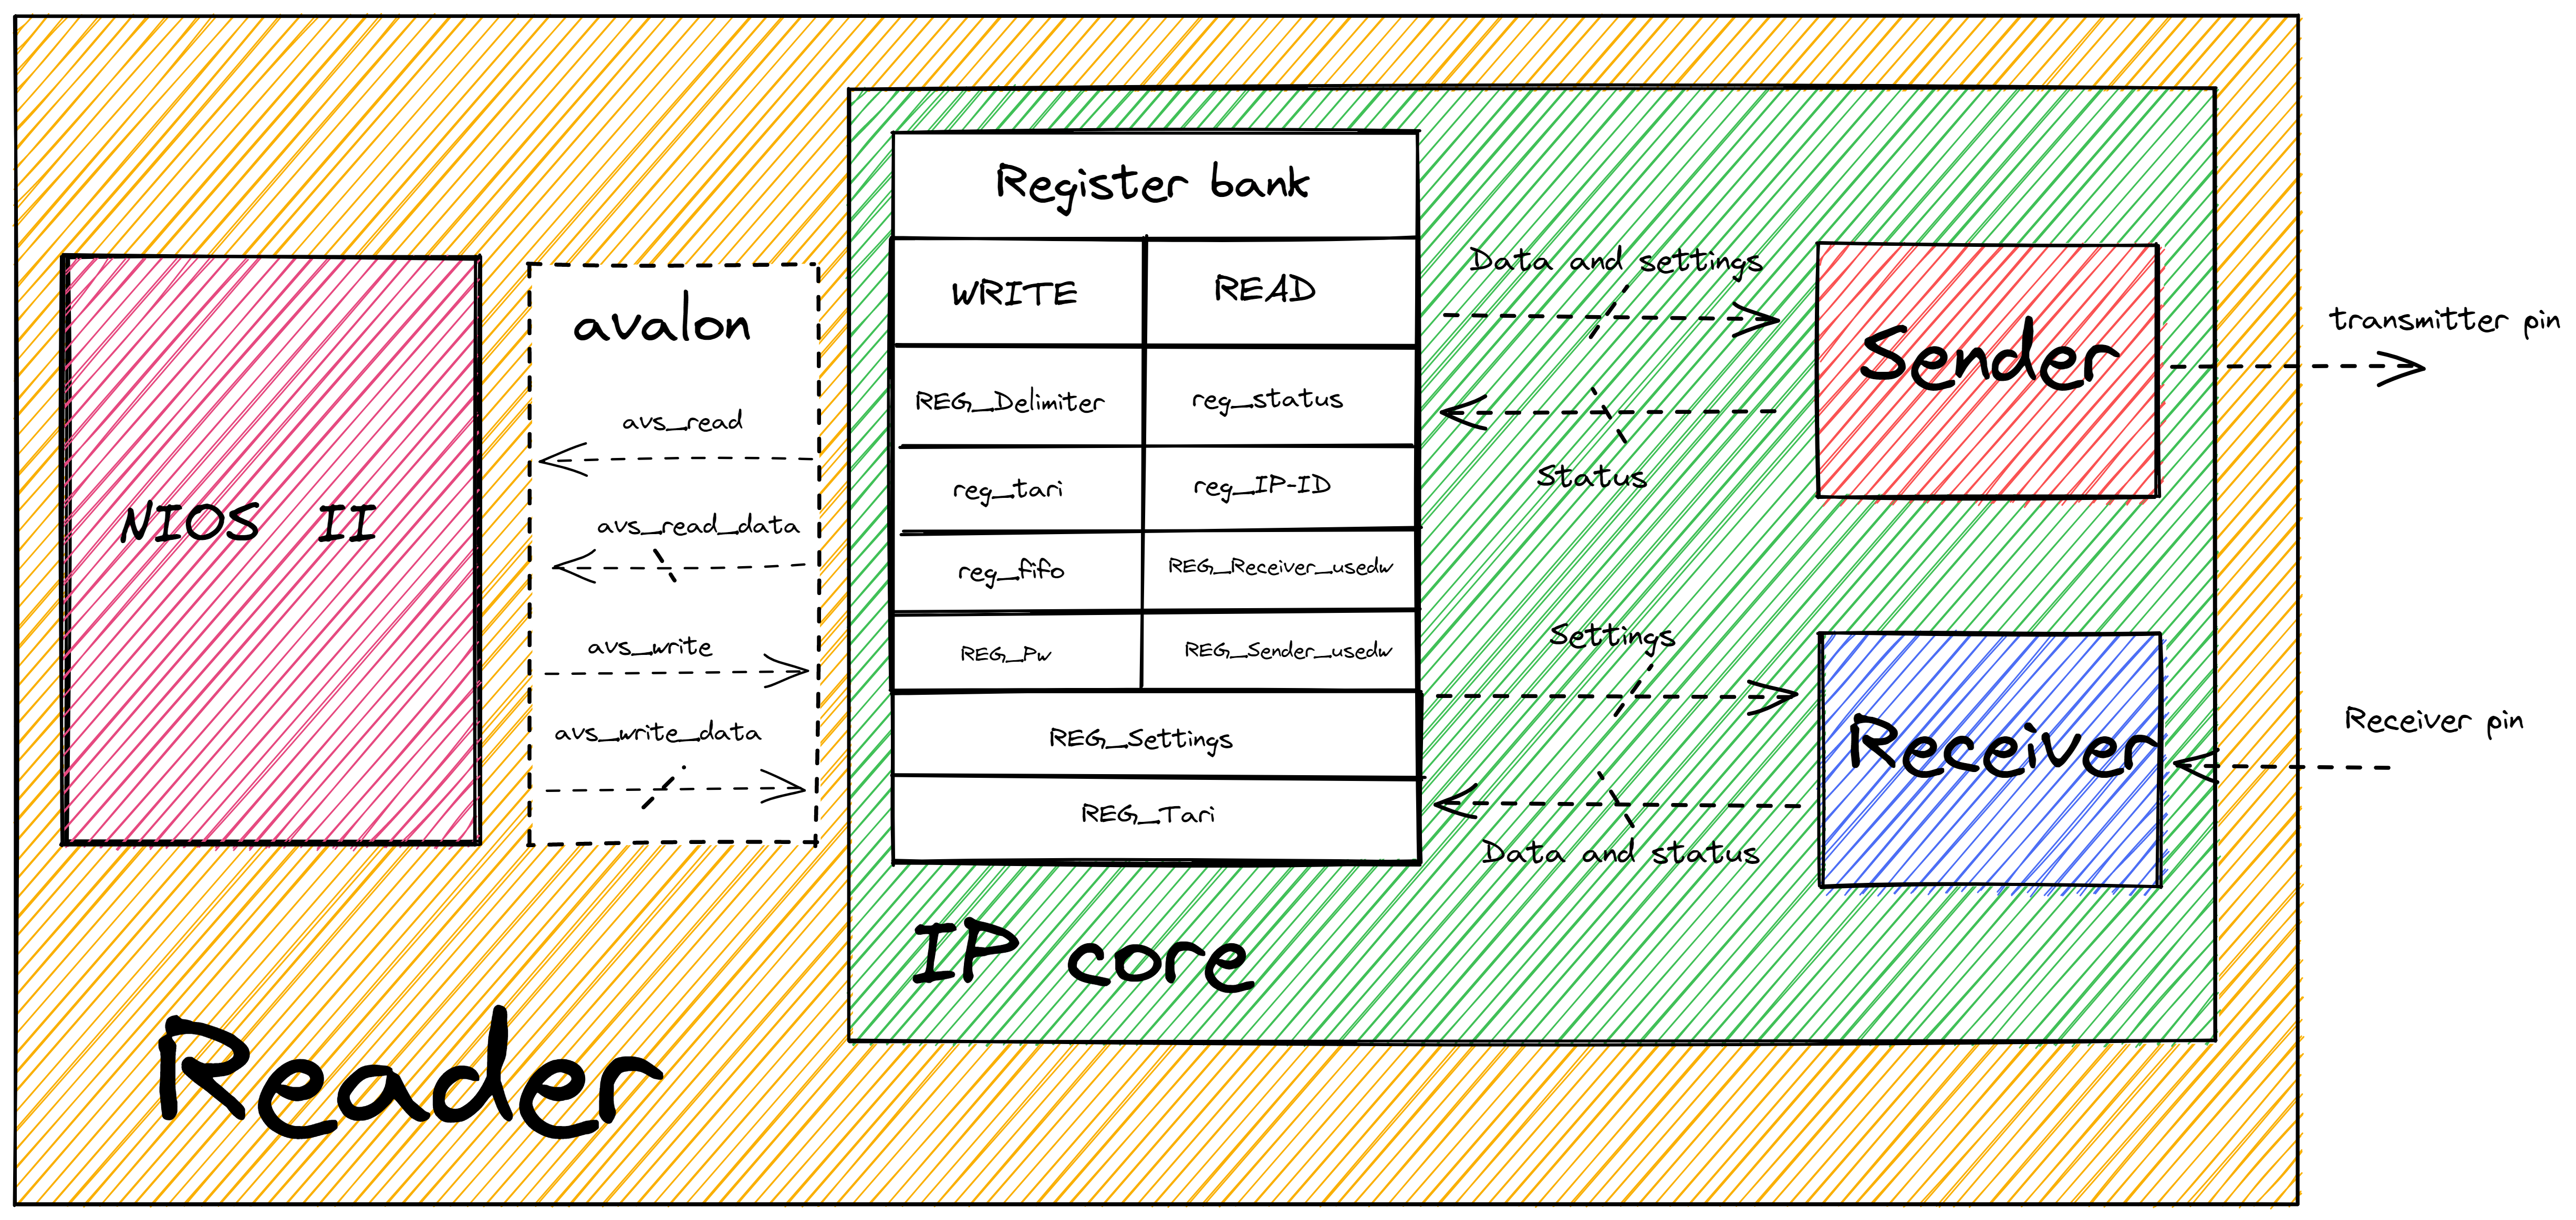 Register bank
WRITE
READ
REG_Delimiter
reg_status
reg_tari
reg_IP-ID
reg_fifo
REG_Receiver_usedw
REG_Pw
REG_Sender_usedw
REG_Settings
REG_Tari
NIOS II
avalon
avs_read
avs_read_data
avs_write
avs_write_data
Data and settings
Status
Settings
Data and status
Sender
Receiver
transmitter pin
Receiver pin
IP core
Reader